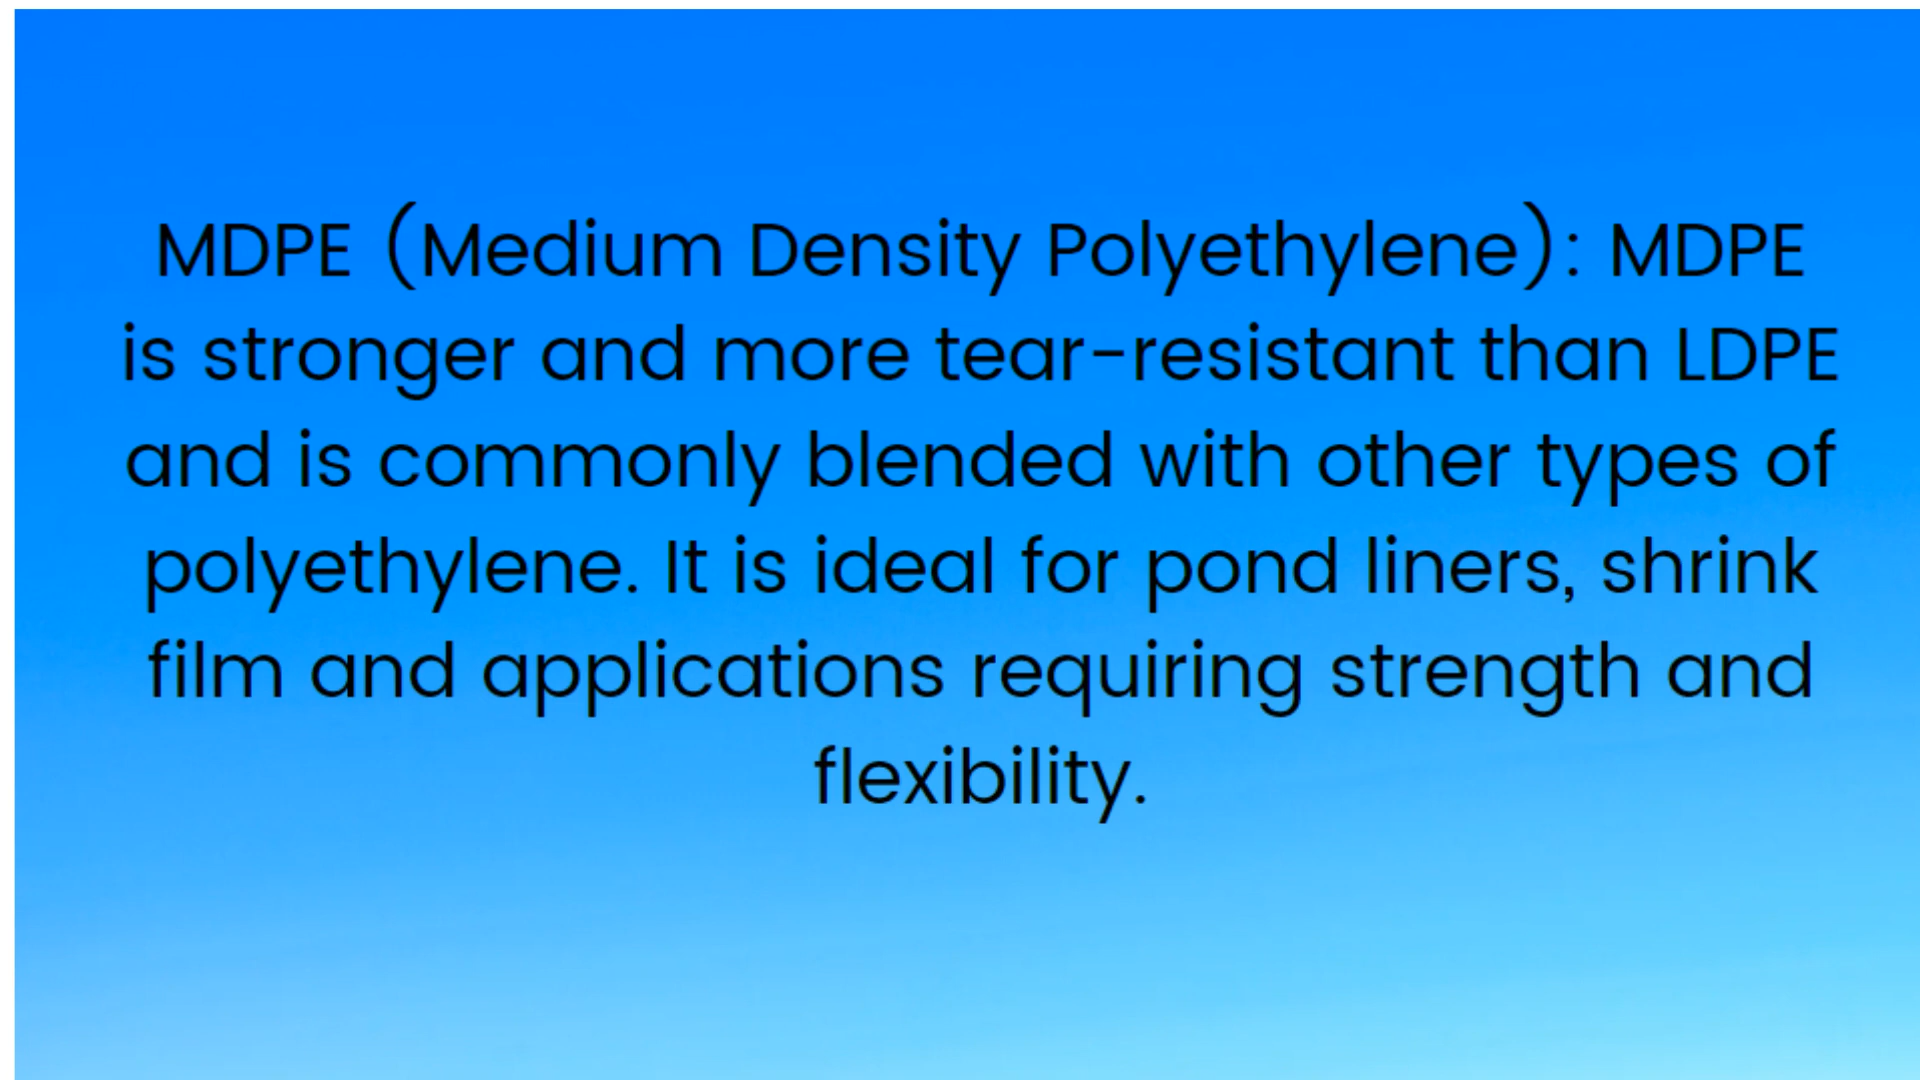 MDPE (Medium Density Polyethylene): MDPE
is stronger and more tear-resistant than LDPE
and is commonly blended with other types of
polyethylene. It is ideal for pond liners, shrink
film and applications requiring strength and
flexibility.